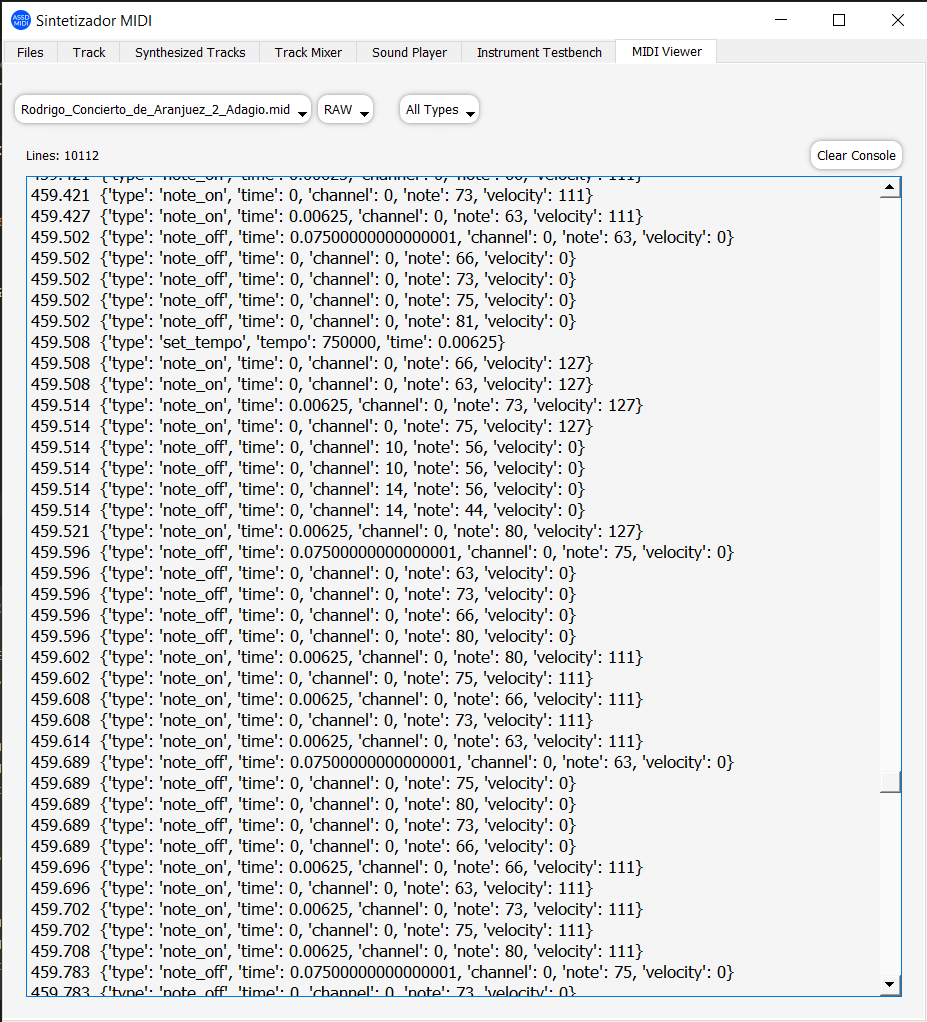 ASSD MIDI Sintetizador MIDI
Files Track Synthesized Tracks Track Mixer Sound Player Instrument Testbench MIDI Viewer
Rodrigo_Concierto_de_Aranjuez_2_Adagio.mid RAW All Types
Lines: 10112 Clear Console
459.421 {'type': 'note_on', 'time': 0.00625, 'channel': 0, 'note': 66, 'velocity': 111}
459.421 {'type': 'note_on', 'time': 0, 'channel': 0, 'note': 73, 'velocity': 111}
459.427 {'type': 'note_on', 'time': 0.00625, 'channel': 0, 'note': 63, 'velocity': 111}
459.502 {'type': 'note_off', 'time': 0.07500000000000001, 'channel': 0, 'note': 63, 'velocity': 0}
459.502 {'type': 'note_off', 'time': 0, 'channel': 0, 'note': 66, 'velocity': 0}
459.502 {'type': 'note_off', 'time': 0, 'channel': 0, 'note': 73, 'velocity': 0}
459.502 {'type': 'note_off', 'time': 0, 'channel': 0, 'note': 75, 'velocity': 0}
459.502 {'type': 'note_off', 'time': 0, 'channel': 0, 'note': 81, 'velocity': 0}
459.508 {'type': 'set_tempo', 'tempo': 750000, 'time': 0.00625}
459.508 {'type': 'note_on', 'time': 0, 'channel': 0, 'note': 66, 'velocity': 127}
459.508 {'type': 'note_on', 'time': 0, 'channel': 0, 'note': 63, 'velocity': 127}
459.514 {'type': 'note_on', 'time': 0.00625, 'channel': 0, 'note': 73, 'velocity': 127}
459.514 {'type': 'note_on', 'time': 0, 'channel': 0, 'note': 75, 'velocity': 127}
459.514 {'type': 'note_off', 'time': 0, 'channel': 10, 'note': 56, 'velocity': 0}
459.514 {'type': 'note_off', 'time': 0, 'channel': 10, 'note': 56, 'velocity': 0}
459.514 {'type': 'note_off', 'time': 0, 'channel': 14, 'note': 56, 'velocity': 0}
459.514 {'type': 'note_off', 'time': 0, 'channel': 14, 'note': 44, 'velocity': 0}
459.521 {'type': 'note_on', 'time': 0.00625, 'channel': 0, 'note': 80, 'velocity': 127}
459.596 {'type': 'note_off', 'time': 0.07500000000000001, 'channel': 0, 'note': 75, 'velocity': 0}
459.596 {'type': 'note_off', 'time': 0, 'channel': 0, 'note': 63, 'velocity': 0}
459.596 {'type': 'note_off', 'time': 0, 'channel': 0, 'note': 73, 'velocity': 0}
459.596 {'type': 'note_off', 'time': 0, 'channel': 0, 'note': 66, 'velocity': 0}
459.596 {'type': 'note_off', 'time': 0, 'channel': 0, 'note': 80, 'velocity': 0}
459.602 {'type': 'note_on', 'time': 0.00625, 'channel': 0, 'note': 80, 'velocity': 111}
459.602 {'type': 'note_on', 'time': 0, 'channel': 0, 'note': 75, 'velocity': 111}
459.608 {'type': 'note_on', 'time': 0.00625, 'channel': 0, 'note': 66, 'velocity': 111}
459.608 {'type': 'note_on', 'time': 0, 'channel': 0, 'note': 73, 'velocity': 111}
459.614 {'type': 'note_on', 'time': 0.00625, 'channel': 0, 'note': 63, 'velocity': 111}
459.689 {'type': 'note_off', 'time': 0.07500000000000001, 'channel': 0, 'note': 63, 'velocity': 0}
459.689 {'type': 'note_off', 'time': 0, 'channel': 0, 'note': 75, 'velocity': 0}
459.689 {'type': 'note_off', 'time': 0, 'channel': 0, 'note': 80, 'velocity': 0}
459.689 {'type': 'note_off', 'time': 0, 'channel': 0, 'note': 73, 'velocity': 0}
459.689 {'type': 'note_off', 'time': 0, 'channel': 0, 'note': 66, 'velocity': 0}
459.696 {'type': 'note_on', 'time': 0.00625, 'channel': 0, 'note': 66, 'velocity': 111}
459.696 {'type': 'note_on', 'time': 0, 'channel': 0, 'note': 63, 'velocity': 111}
459.702 {'type': 'note_on', 'time': 0.00625, 'channel': 0, 'note': 73, 'velocity': 111}
459.702 {'type': 'note_on', 'time': 0, 'channel': 0, 'note': 75, 'velocity': 111}
459.708 {'type': 'note_on', 'time': 0.00625, 'channel': 0, 'note': 80, 'velocity': 111}
459.783 {'type': 'note_off', 'time': 0.07500000000000001, 'channel': 0, 'note': 75, 'velocity': 0}
459.783 {'type': 'note_off', 'time': 0, 'channel': 0, 'note': 73, 'velocity': 0}